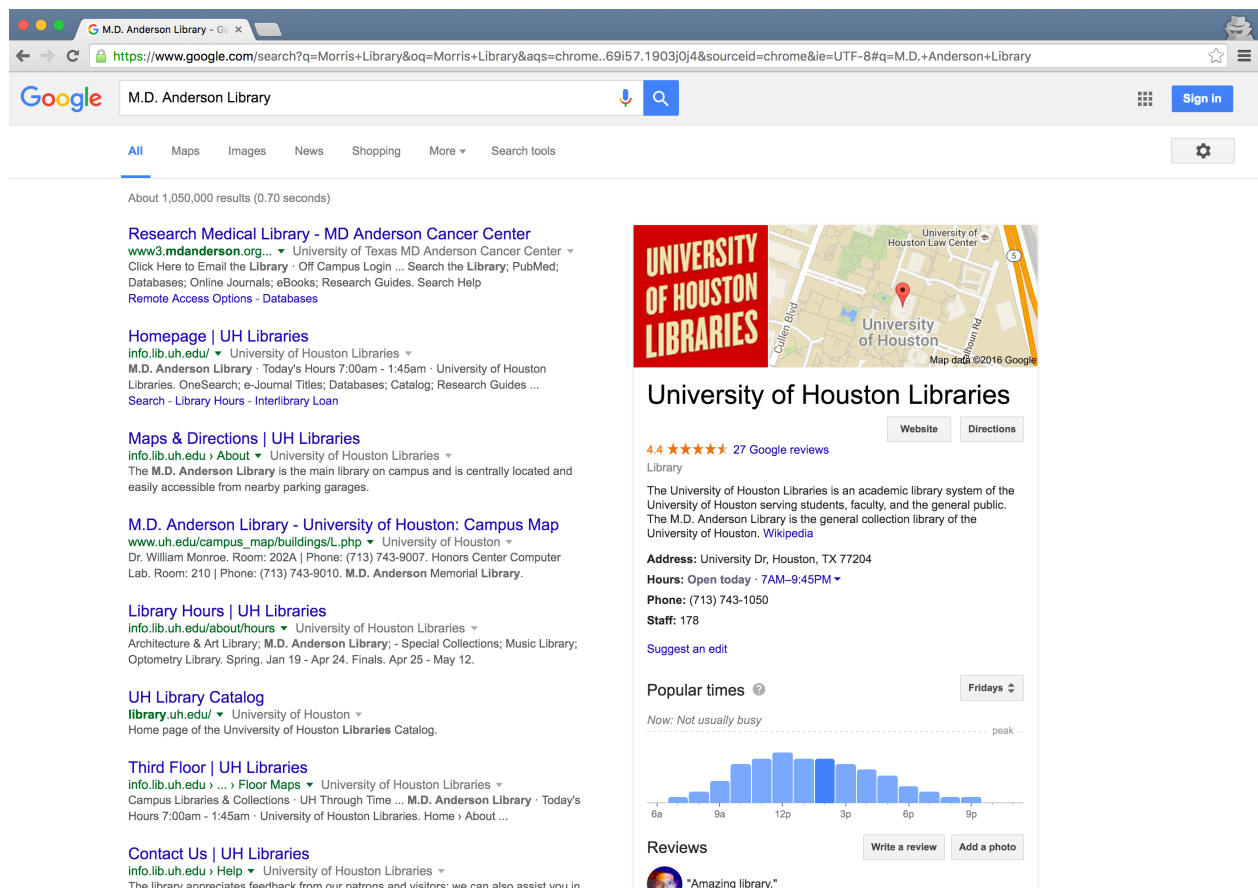 M.D. Anderson Library - Go
https://www.google.com/search?q=Morris+Library&oq=Morris+Library&aqs=chrome..69i57.1903j0j4&sourceid=chrome&ie=UTF-8#q=M.D.+Anderson+Library
Google
M.D. Anderson Library
Sign in
All Maps Images News Shopping More Search tools
About 1,050,000 results (0.70 seconds)
Research Medical Library - MD Anderson Cancer Center
www3.mdanderson.org... University of Texas MD Anderson Cancer Center
Click Here to Email the Library · Off Campus Login ... Search the Library; PubMed;
Databases; Online Journals; eBooks; Research Guides. Search Help
Remote Access Options - Databases
Homepage | UH Libraries
info.lib.uh.edu/ University of Houston Libraries
M.D. Anderson Library · Today's Hours 7:00am - 1:45am · University of Houston
Libraries. OneSearch; e-Journal Titles; Databases; Catalog; Research Guides ...
Search - Library Hours - Interlibrary Loan
Maps & Directions | UH Libraries
info.lib.uh.edu › About University of Houston Libraries
The M.D. Anderson Library is the main library on campus and is centrally located and
easily accessible from nearby parking garages.
M.D. Anderson Library - University of Houston: Campus Map
www.uh.edu/campus_map/buildings/L.php University of Houston
Dr. William Monroe. Room: 202A | Phone: (713) 743-9007. Honors Center Computer
Lab. Room: 210 | Phone: (713) 743-9010. M.D. Anderson Memorial Library.
Library Hours | UH Libraries
info.lib.uh.edu/about/hours University of Houston Libraries
Architecture & Art Library; M.D. Anderson Library; - Special Collections; Music Library;
Optometry Library. Spring. Jan 19 - Apr 24. Finals. Apr 25 - May 12.
UH Library Catalog
library.uh.edu/ University of Houston
Home page of the Unviversity of Houston Libraries Catalog.
Third Floor | UH Libraries
info.lib.uh.edu › ... › Floor Maps University of Houston Libraries
Campus Libraries & Collections · UH Through Time ... M.D. Anderson Library · Today's
Hours 7:00am - 1:45am · University of Houston Libraries. Home › About ...
Contact Us | UH Libraries
info.lib.uh.edu › Help University of Houston Libraries
The library appreciates feedback from our patrons and visitors; we can also assist you in
UNIVERSITY
OF HOUSTON
LIBRARIES
University of
Houston Law Center
5
Cullen Blvd
University
of Houston
Map data ©2016 Google
University of Houston Libraries
Website Directions
4.4 27 Google reviews
Library
The University of Houston Libraries is an academic library system of the
University of Houston serving students, faculty, and the general public.
The M.D. Anderson Library is the general collection library of the
University of Houston. Wikipedia
Address: University Dr, Houston, TX 77204
Hours: Open today · 7AM–9:45PM
Phone: (713) 743-1050
Staff: 178
Suggest an edit
Popular times ? Fridays
Now: Not usually busy
peak
6a 9a 12p 3p 6p 9p
Reviews Write a review Add a photo
"Amazing library."